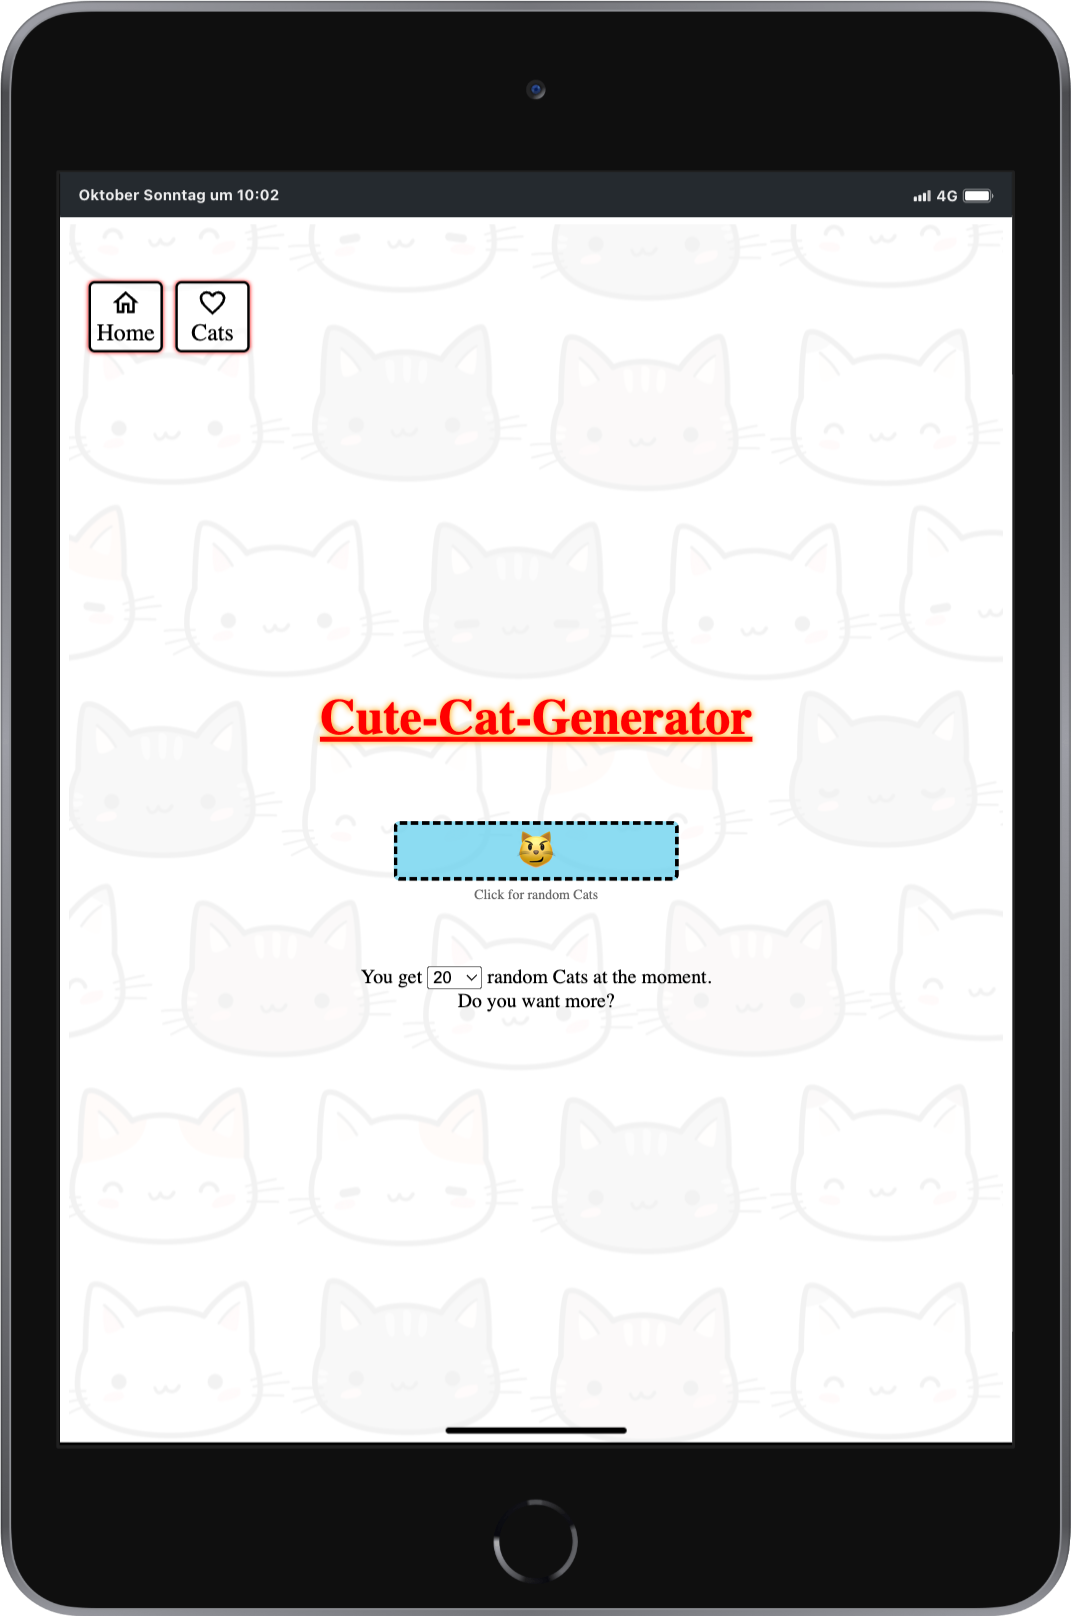 Oktober Sonntag um 10:02
4G
Home
Cats
Cute-Cat-Generator
Click for random Cats
You get 20 random Cats at the moment.
Do you want more?